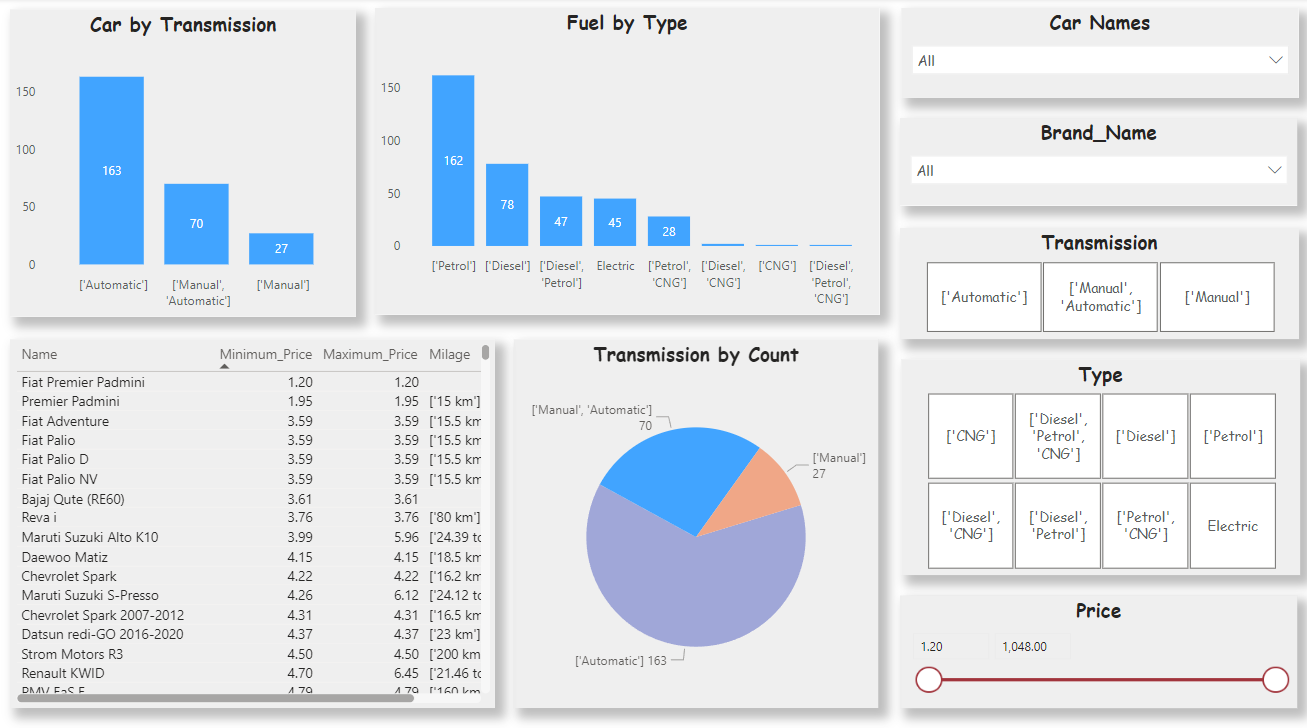 Car by Transmission
150
100
50
0
163
70
27
['Automatic']
['Manual',
'Automatic']
['Manual']
Fuel by Type
150
100
50
0
162
78
47
45
28
['Petrol']
['Diesel']
['Diesel',
'Petrol']
Electric
['Petrol',
'CNG']
['Diesel',
'CNG']
['CNG']
['Diesel',
'Petrol',
'CNG']
Car Names
All
Brand_Name
All
Transmission
['Automatic']
['Manual',
'Automatic']
['Manual']
Name Minimum_Price Maximum_Price Milage
Fiat Premier Padmini 1.20 1.20
Premier Padmini 1.95 1.95 ['15 km']
Fiat Adventure 3.59 3.59 ['15.5 km
Fiat Palio 3.59 3.59 ['15.5 km
Fiat Palio D 3.59 3.59 ['15.5 km
Fiat Palio NV 3.59 3.59 ['15.5 km
Bajaj Qute (RE60) 3.61 3.61
Reva i 3.76 3.76 ['80 km']
Maruti Suzuki Alto K10 3.99 5.96 ['24.39 to
Daewoo Matiz 4.15 4.15 ['18.5 km
Chevrolet Spark 4.22 4.22 ['16.2 km
Maruti Suzuki S-Presso 4.26 6.12 ['24.12 to
Chevrolet Spark 2007-2012 4.31 4.31 ['16.5 km
Datsun redi-GO 2016-2020 4.37 4.37 ['23 km']
Strom Motors R3 4.50 4.50 ['200 km
Renault KWID 4.70 6.45 ['21.46 to
PMV EaS E 4.79 4.79 ['160 km
Transmission by Count
['Manual', 'Automatic']
70
['Manual']
27
['Automatic'] 163
Type
['CNG']
['Diesel',
'Petrol',
'CNG']
['Diesel']
['Petrol']
['Diesel',
'CNG']
['Diesel',
'Petrol']
['Petrol',
'CNG']
Electric
Price
1.20 1,048.00